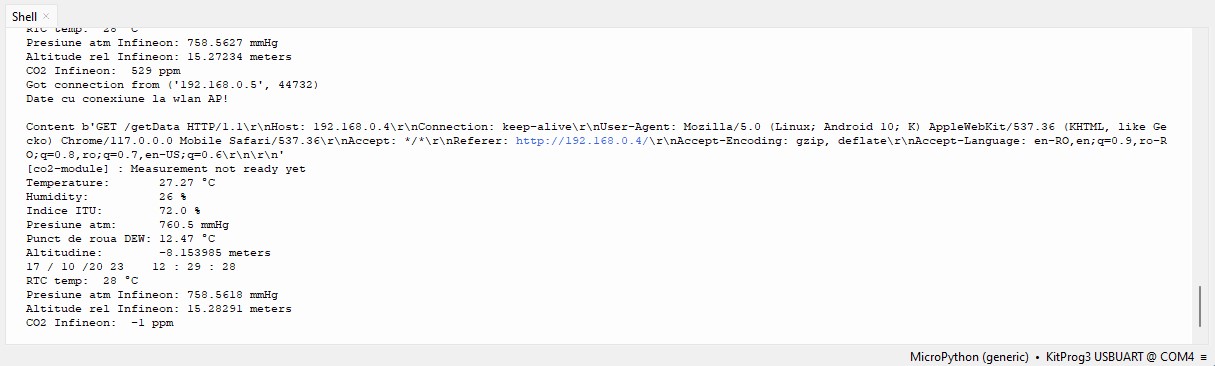 Shell ×
RTC temp: 28 °C
Presiune atm Infineon: 758.5627 mmHg
Altitude rel Infineon: 15.27234 meters
CO2 Infineon: 529 ppm
Got connection from ('192.168.0.5', 44732)
Date cu conexiune la wlan AP!
Content b'GET /getData HTTP/1.1\r\nHost: 192.168.0.4\r\nConnection: keep-alive\r\nUser-Agent: Mozilla/5.0 (Linux; Android 10; K) AppleWebKit/537.36 (KHTML, like Ge
cko) Chrome/117.0.0.0 Mobile Safari/537.36\r\nAccept: */*\r\nReferer: http://192.168.0.4/\r\nAccept-Encoding: gzip, deflate\r\nAccept-Language: en-RO,en;q=0.9,ro-R
O;q=0.8,ro;q=0.7,en-US;q=0.6\r\n\r\n'
[co2-module] : Measurement not ready yet
Temperature: 27.27 °C
Humidity: 26 %
Indice ITU: 72.0 %
Presiune atm: 760.5 mmHg
Punct de roua DEW: 12.47 °C
Altitudine: -8.153985 meters
17 / 10 /20 23 12 : 29 : 28
RTC temp: 28 °C
Presiune atm Infineon: 758.5618 mmHg
Altitude rel Infineon: 15.28291 meters
CO2 Infineon: -1 ppm
MicroPython (generic) • KitProg3 USBUART @ COM4 ≡